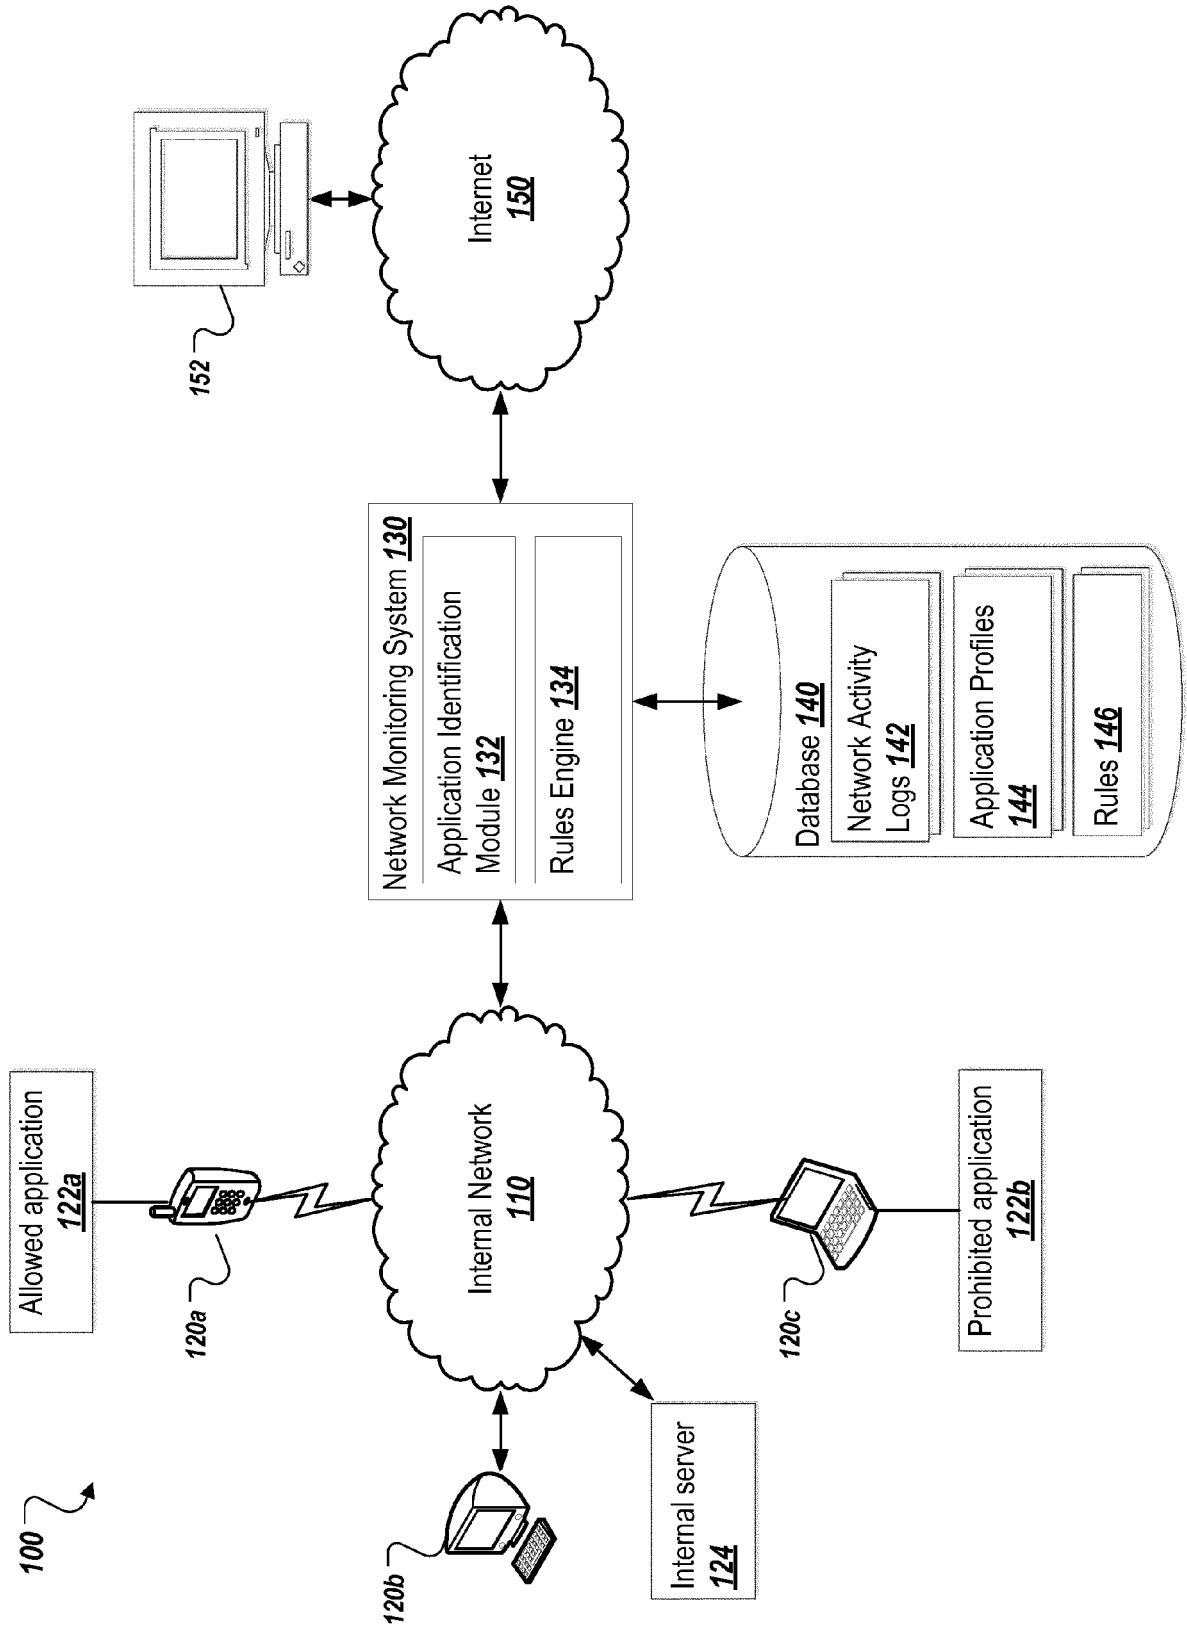 100
Allowed application
122a
120a
120b
Internal Network
110
Internal server
124
120c
Prohibited application
122b
Network Monitoring System 130
Application Identification
Module 132
Rules Engine 134
Database 140
Network Activity
Logs 142
Application Profiles
144
Rules 146
152
Internet
150